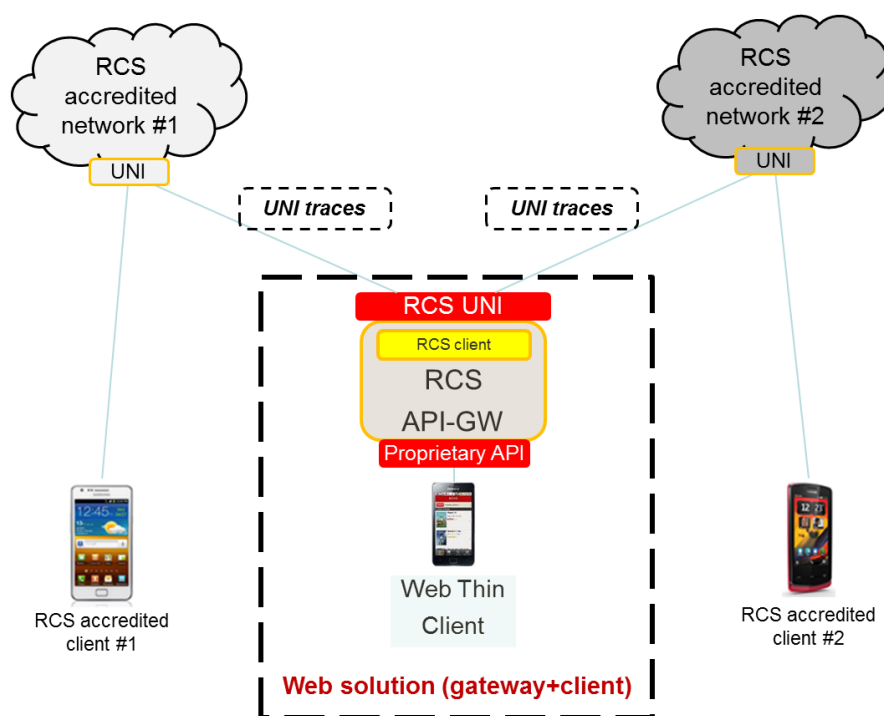 RCS
accredited
network #1
UNI
RCS
accredited
network #2
UNI
UNI traces
UNI traces
RCS UNI
RCS client
RCS
API-GW
Proprietary API
Web Thin
Client
RCS accredited
client #1
RCS accredited
client #2
Web solution (gateway+client)